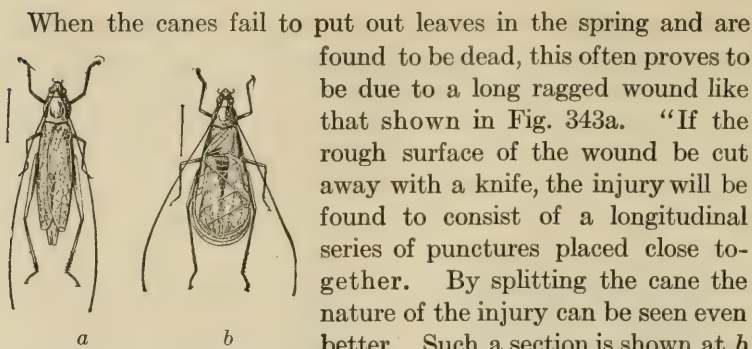 When the canes fail to put out leaves in the spring and are
found to be dead, this often proves to
be due to a long ragged wound like
that shown in Fig. 343a. “If the
rough surface of the wound be cut
away with a knife, the injury will be
found to consist of a longitudinal
series of punctures placed close to-
gether. By splitting the cane the
nature of the injury can be seen even
better. Such a section is shown at h
a b